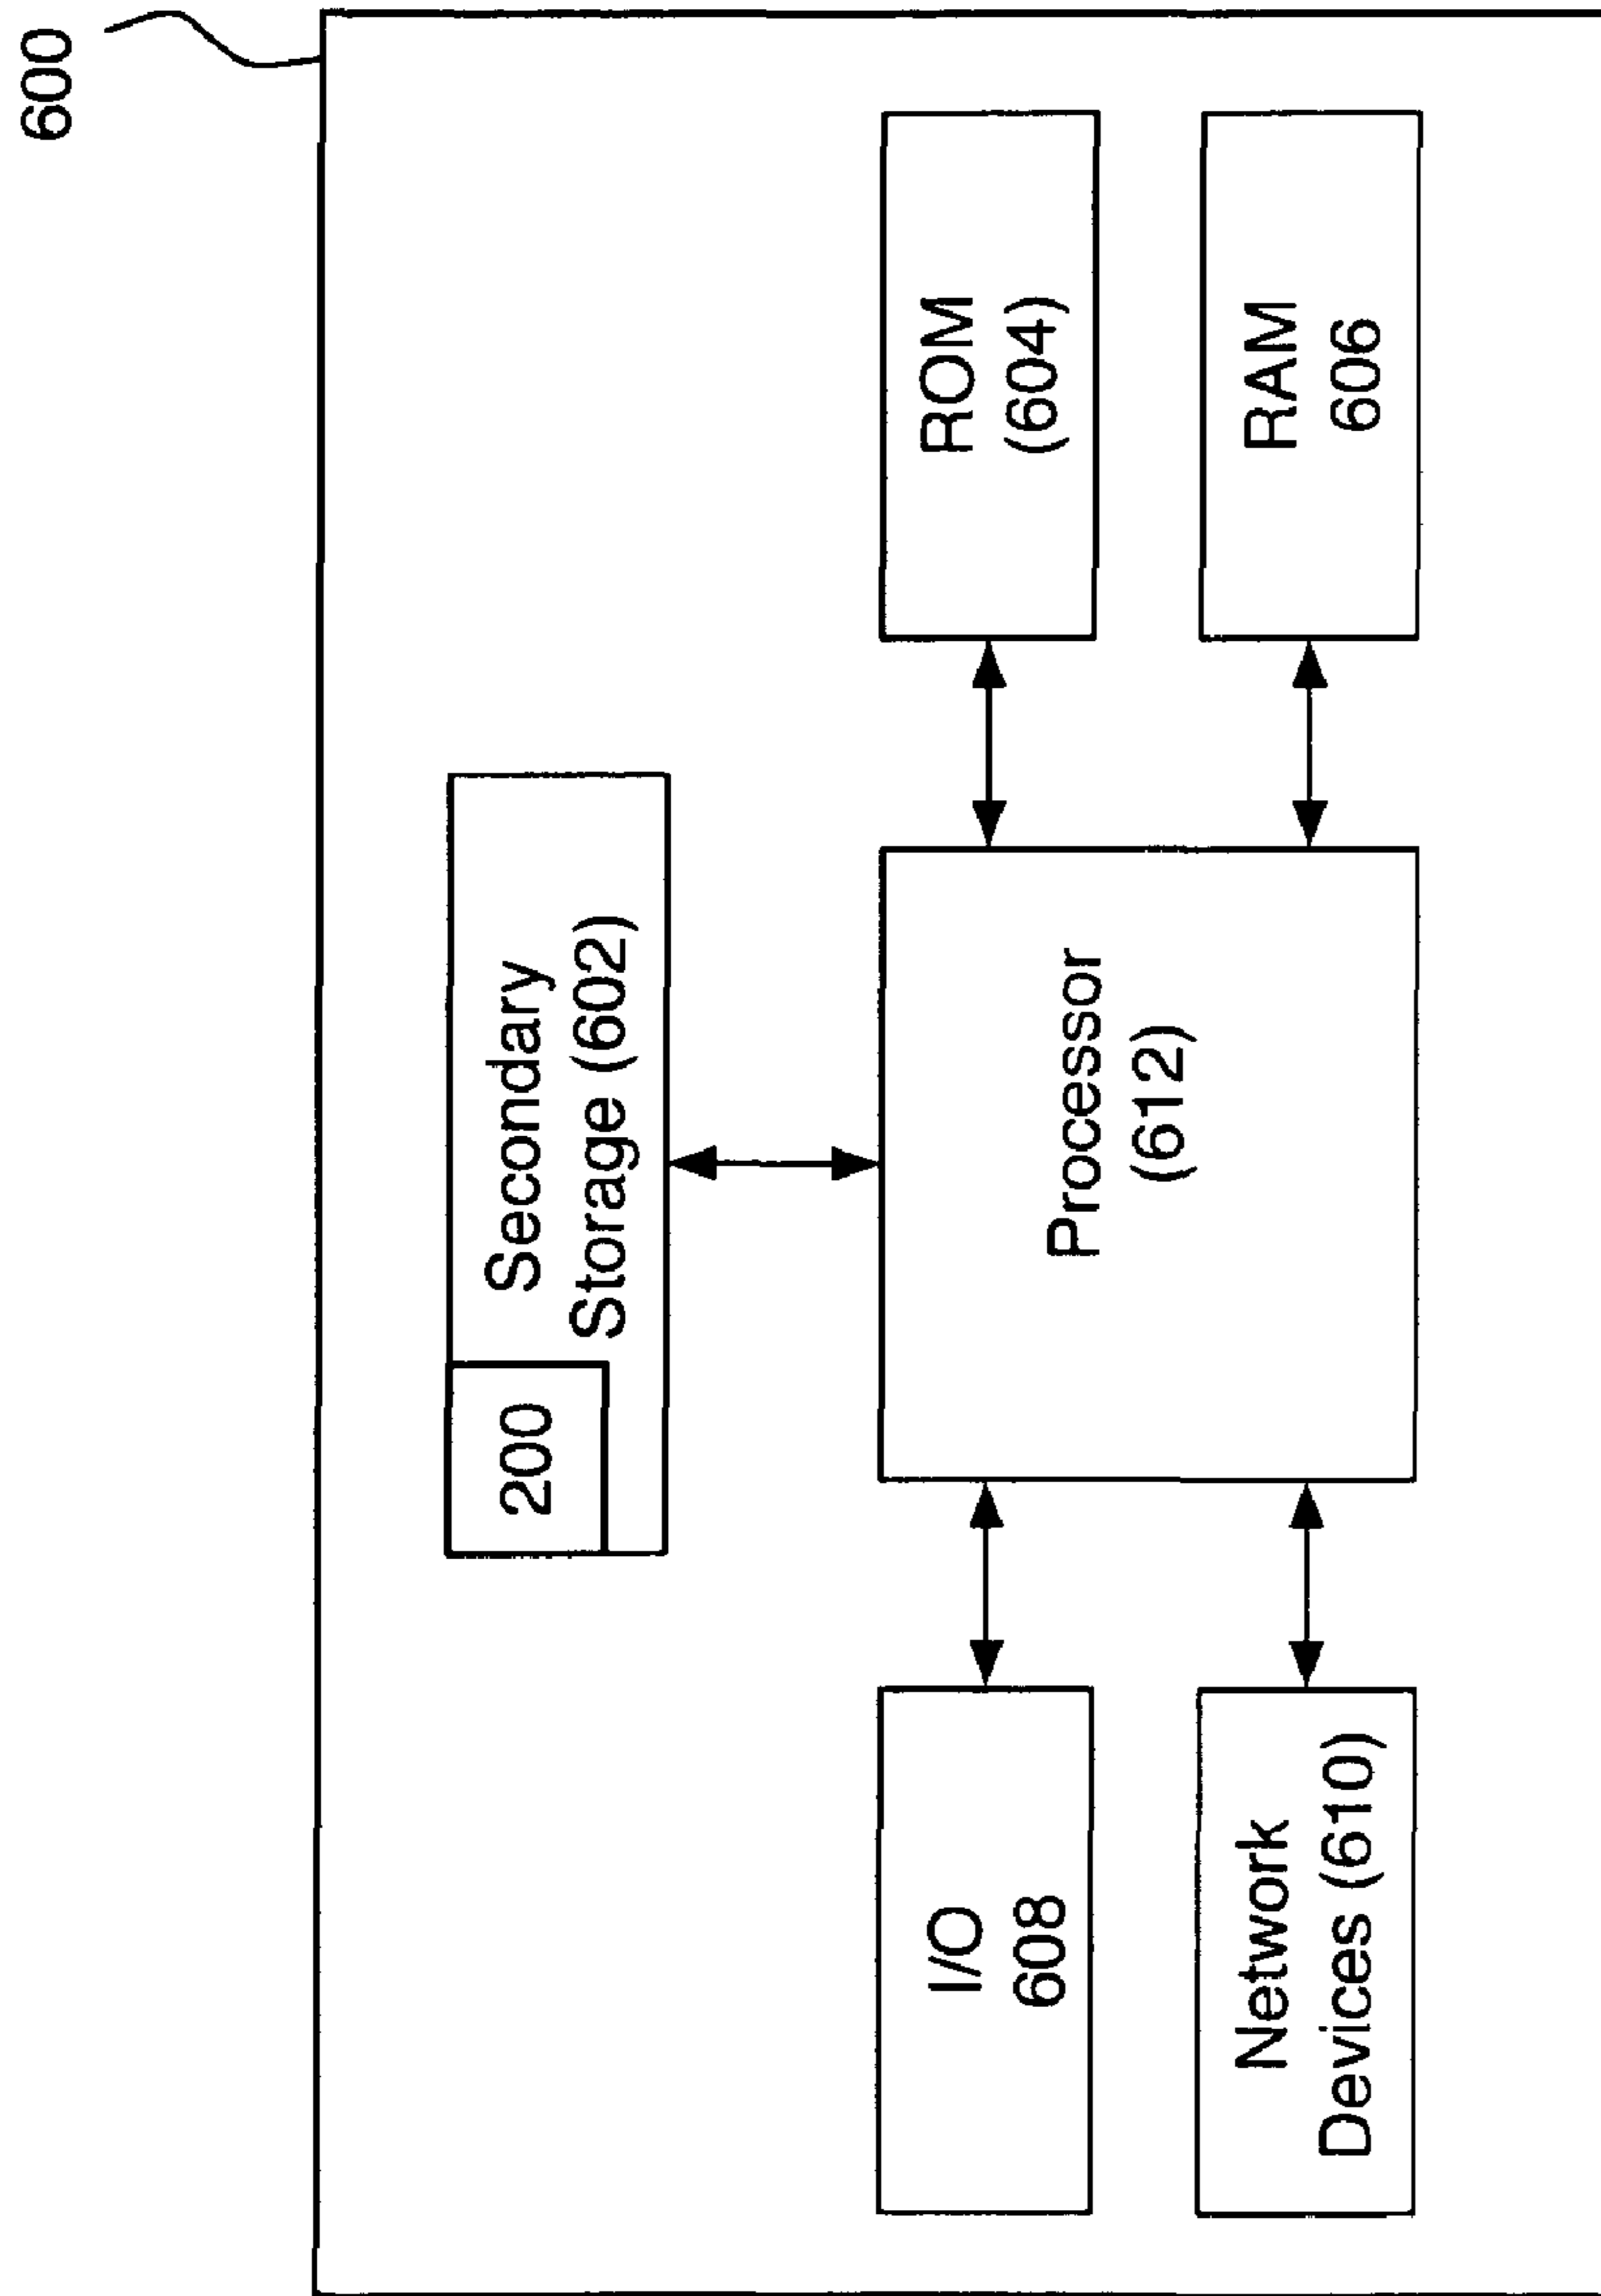 600
200
Secondary
Storage (602)
I/O
608
Processor
(612)
ROM
(604)
Network
Devices (610)
RAM
606